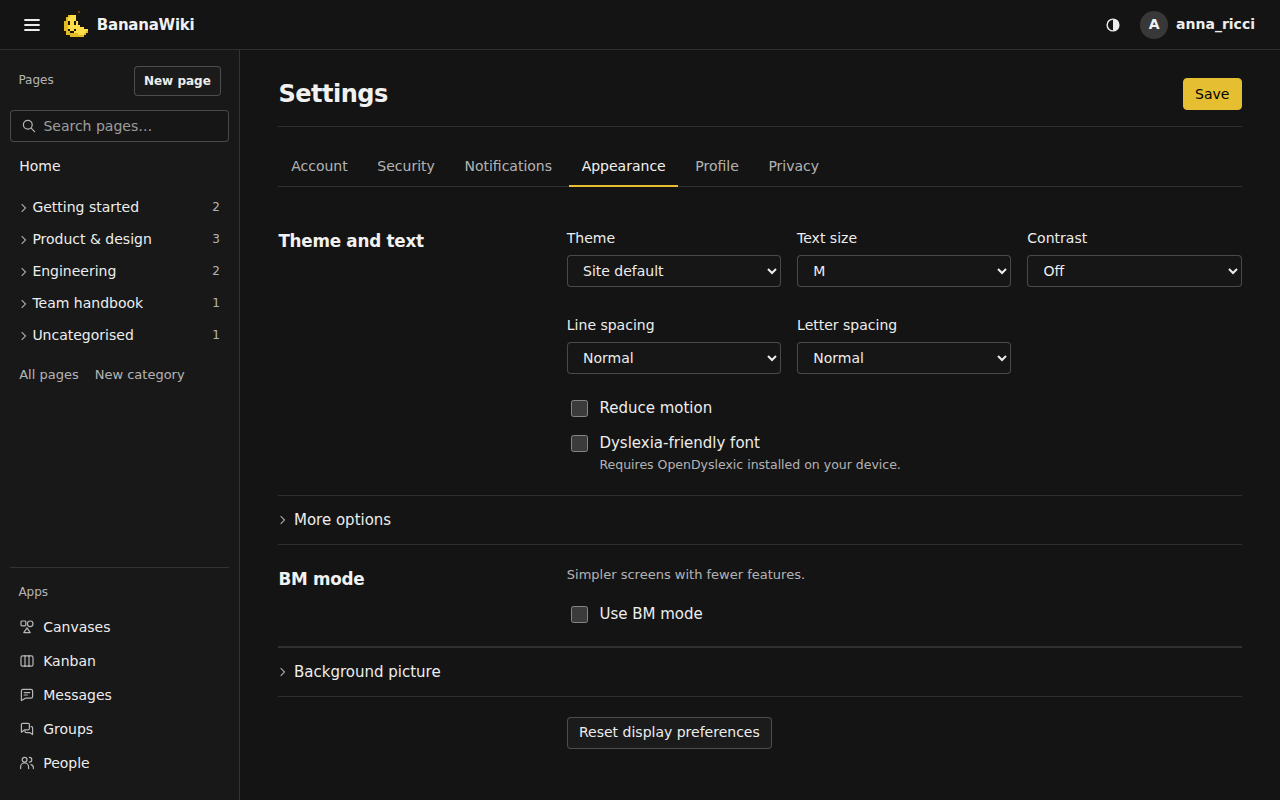 BananaWiki
A anna_ricci
Pages
New page
Search pages...
Home
Getting started 2
Product & design 3
Engineering 2
Team handbook 1
Uncategorised 1
All pages New category
Apps
Canvases
Kanban
Messages
Groups
People
Settings
Save
Account Security Notifications Appearance Profile Privacy
Theme and text
Theme Text size Contrast
Site default M Off
Line spacing Letter spacing
Normal Normal
Reduce motion
Dyslexia-friendly font
Requires OpenDyslexic installed on your device.
More options
BM mode
Simpler screens with fewer features.
Use BM mode
Background picture
Reset display preferences